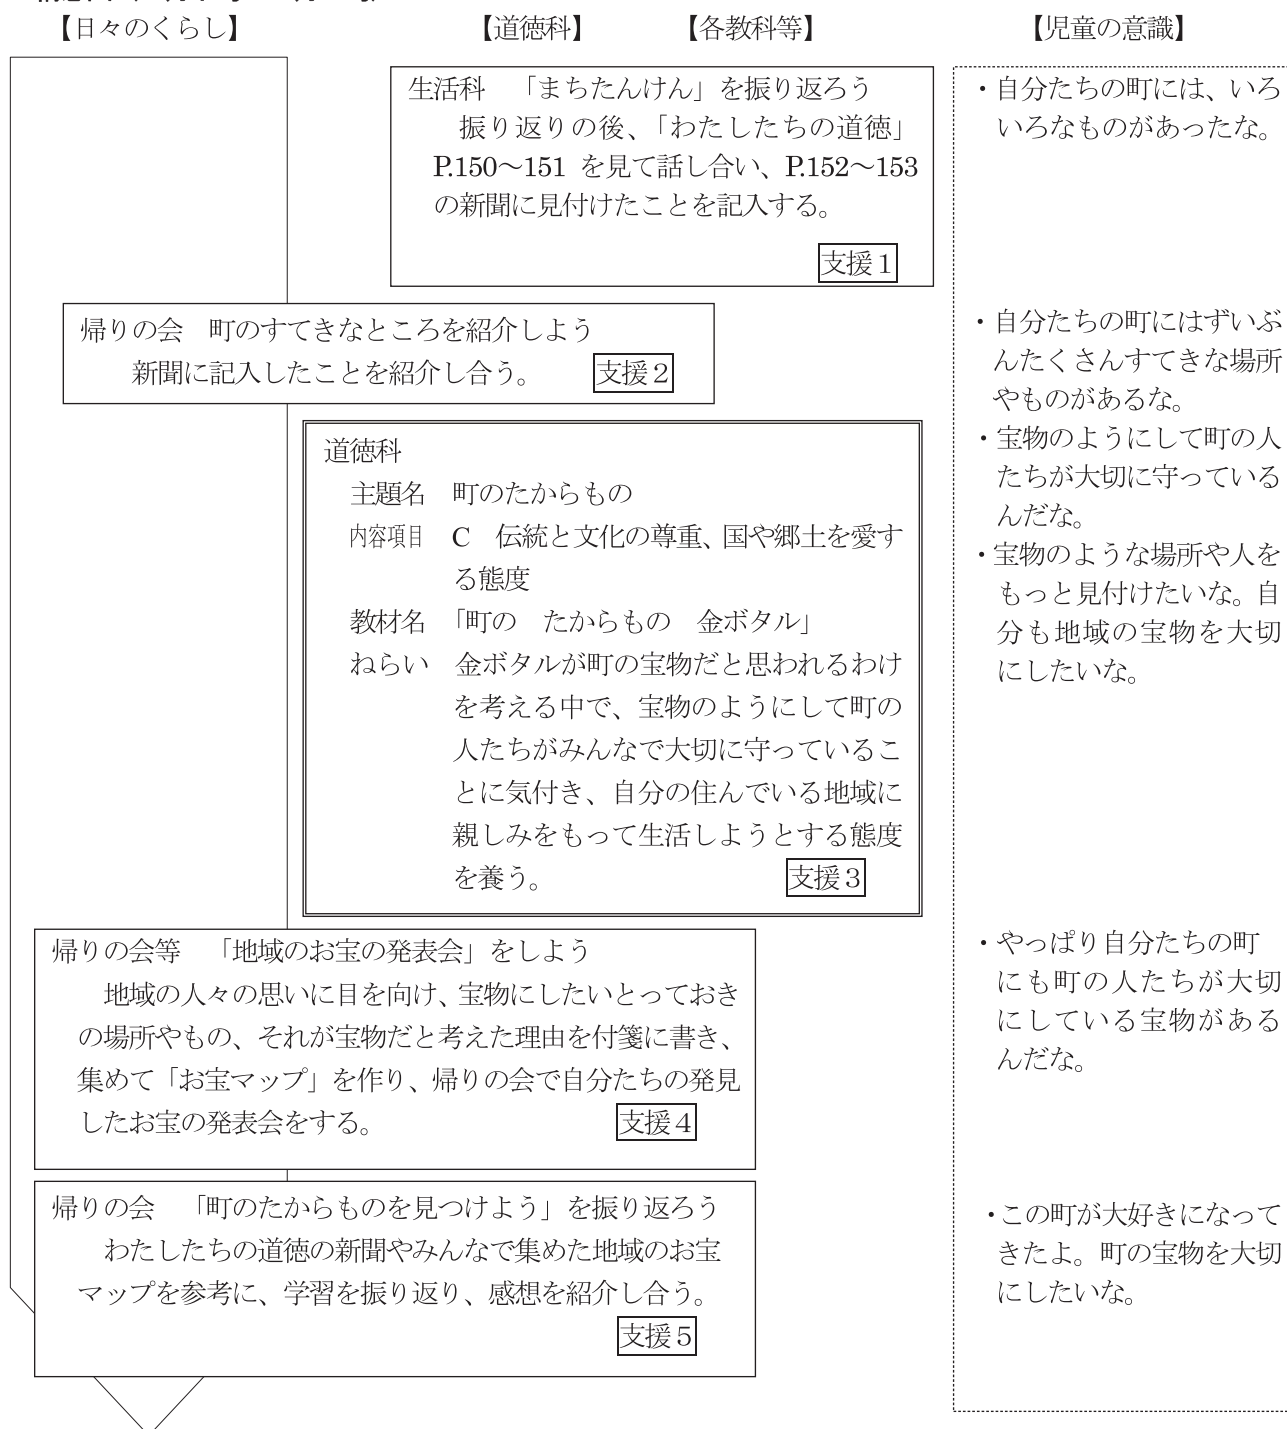 【日々のくらし】 【道徳科】 【各教科等】 【児童の意識】
生活科 「まちたんけん」を振り返ろう
振り返りの後、「わたしたちの道徳」
P.150～151 を見て話し合い、P.152～153
の新聞に見付けたことを記入する。
支援１
帰りの会 町のすてきなところを紹介しよう
新聞に記入したことを紹介し合う。 支援２
道徳科
主題名 町のたからもの
内容項目 C 伝統と文化の尊重、国や郷土を愛す
る態度
教材名 「町の たからもの 金ボタル」
ねらい 金ボタルが町の宝物だと思われるわけ
を考える中で、宝物のようにして町の
人たちがみんなで大切に守っているこ
とに気付き、自分の住んでいる地域に
親しみをもって生活しようとする態度
を養う。 支援３
帰りの会等 「地域のお宝の発表会」をしよう
地域の人々の思いに目を向け、宝物にしたいとっておき
の場所やもの、それが宝物だと考えた理由を付箋に書き、
集めて「お宝マップ」を作り、帰りの会で自分たちの発見
したお宝の発表会をする。 支援４
帰りの会 「町のたからものを見つけよう」を振り返ろう
わたしたちの道徳の新聞やみんなで集めた地域のお宝
マップを参考に、学習を振り返り、感想を紹介し合う。
支援５
・自分たちの町には、いろ
いろなものがあったな。
・自分たちの町にはずいぶ
んたくさんすてきな場所
やものがあるな。
・宝物のようにして町の人
たちが大切に守っている
んだな。
・宝物のような場所や人を
もっと見付けたいな。自
分も地域の宝物を大切
にしたいな。
・やっぱり自分たちの町
にも町の人たちが大切
にしている宝物がある
んだな。
・この町が大好きになって
きたよ。町の宝物を大切
にしたいな。